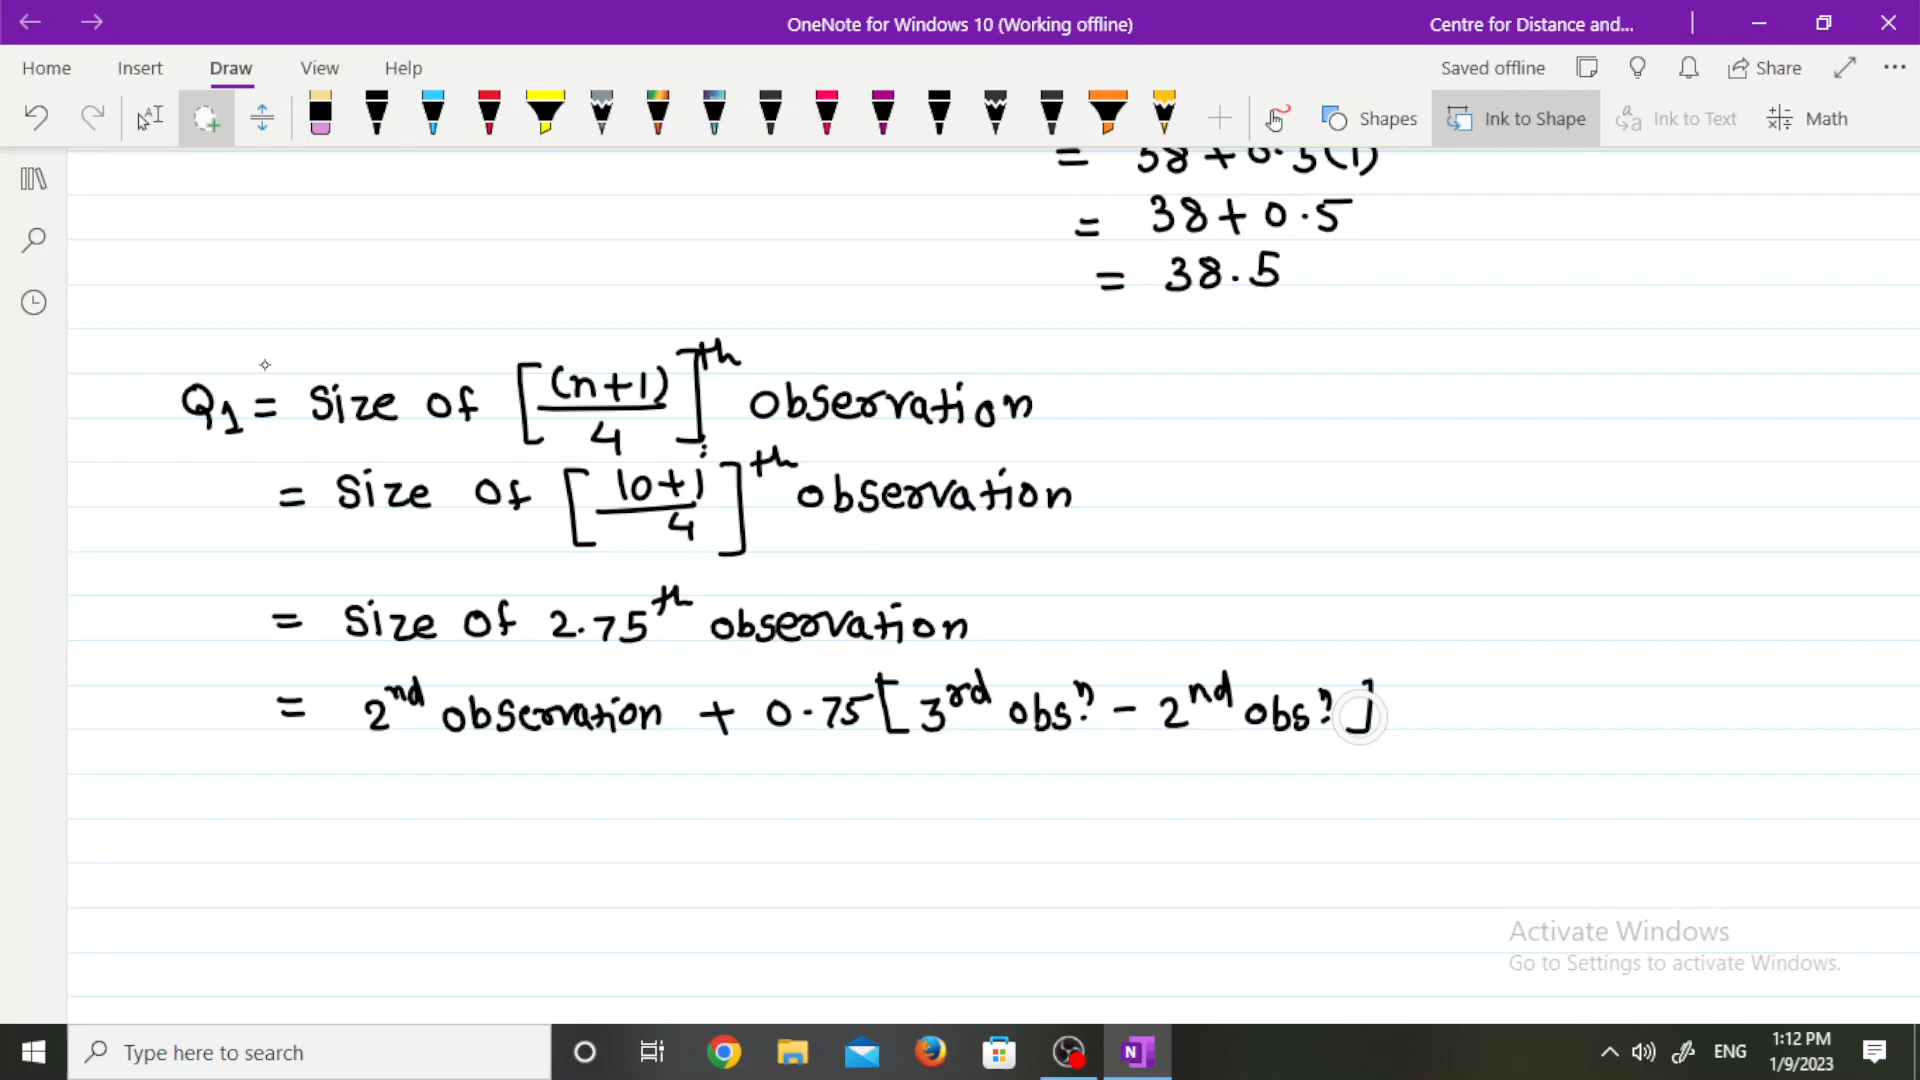 OneNote for Windows 10 (Working offline)
Centre for Distance and...
Home Insert Draw View Help
Saved offline
Share
Shapes
Ink to Shape
Ink to Text
Math
= 38 + 0.5 (1)
= 38 + 0.5
= 38.5
Q1 = Size of [(n+1)/4]th observation
= Size of [10+1/4]th observation
= Size of 2.75th observation
= 2nd observation + 0.75 [3rd obsn - 2nd obsn]
Activate Windows
Go to Settings to activate Windows.
Type here to search
ENG
1:12 PM
1/9/2023